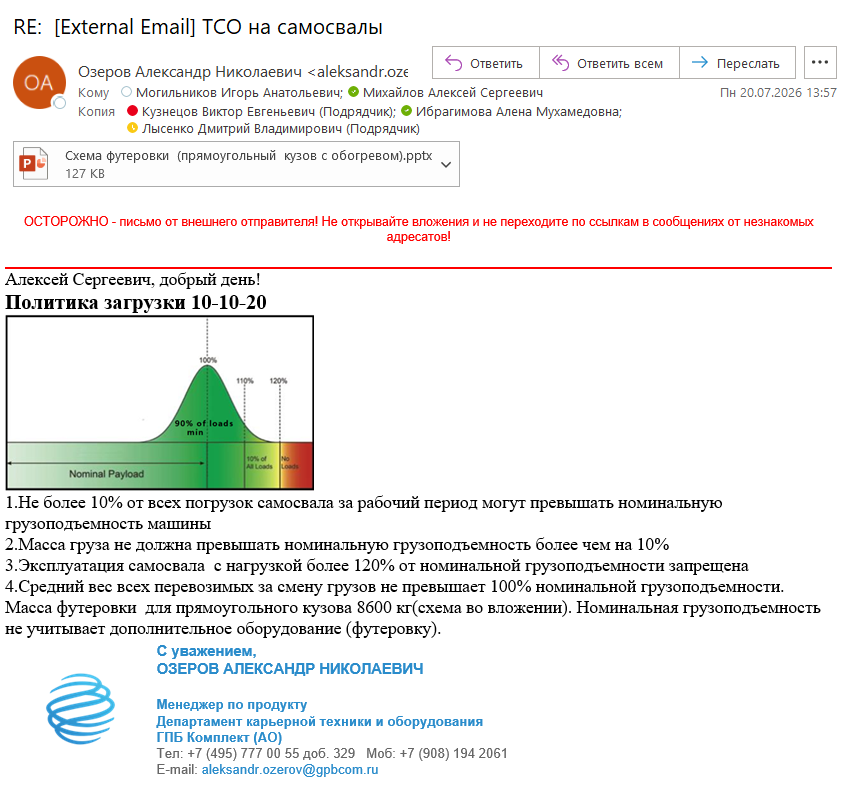 RE:  [External Email] ТСО на самосвалы
Ответить
Ответить всем
Переслать
ОА
Озеров Александр Николаевич <aleksandr.oze
Кому Могильников Игорь Анатольевич; Михайлов Алексей Сергеевич
Пн 20.07.2026 13:57
Копия Кузнецов Виктор Евгеньевич (Подрядчик); Ибрагимова Алена Мухамедовна;
Лысенко Дмитрий Владимирович (Подрядчик)
Схема футеровки (прямоугольный кузов с обогревом).pptx
127 KB
ОСТОРОЖНО - письмо от внешнего отправителя! Не открывайте вложения и не переходите по ссылкам в сообщениях от незнакомых
адресатов!
Алексей Сергеевич, добрый день!
Политика загрузки 10-10-20
100%
110%
120%
90% of loads
min
10% of
All Loads
No
Loads
Nominal Payload
1.Не более 10% от всех погрузок самосвала за рабочий период могут превышать номинальную
грузоподъемность машины
2.Масса груза не должна превышать номинальную грузоподъемность более чем на 10%
3.Эксплуатация самосвала с нагрузкой более 120% от номинальной грузоподъемности запрещена
4.Средний вес всех перевозимых за смену грузов не превышает 100% номинальной грузоподъемности.
Масса футеровки для прямоугольного кузова 8600 кг(схема во вложении). Номинальная грузоподъемность
не учитывает дополнительное оборудование (футеровку).
С уважением,
ОЗЕРОВ АЛЕКСАНДР НИКОЛАЕВИЧ
Менеджер по продукту
Департамент карьерной техники и оборудования
ГПБ Комплект (АО)
Тел: +7 (495) 777 00 55 доб. 329   Моб: +7 (908) 194 2061
E-mail: aleksandr.ozerov@gpbcom.ru